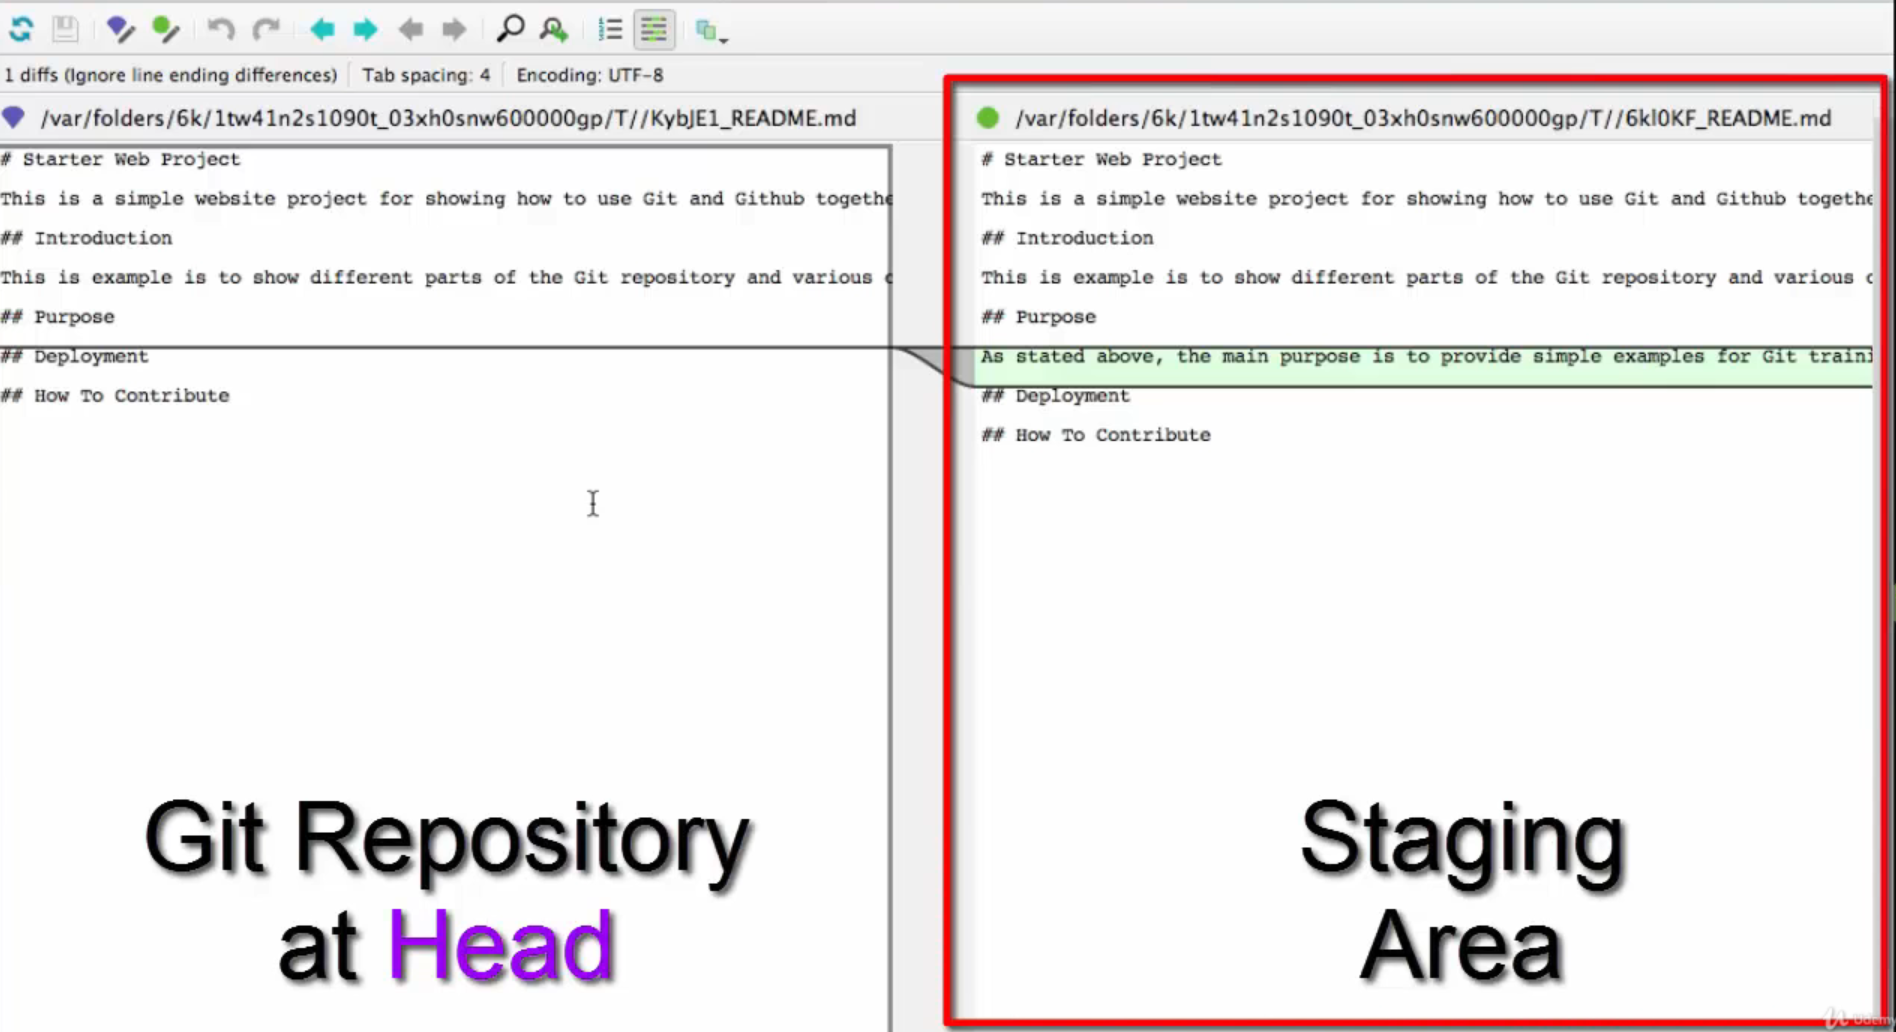 1 diffs (Ignore line ending differences) Tab spacing: 4 Encoding: UTF-8
/var/folders/6k/1tw41n2s1090t_03xh0snw600000gp/T//KybJE1_README.md
# Starter Web Project
This is a simple website project for showing how to use Git and Github togethe
## Introduction
This is example is to show different parts of the Git repository and various
## Purpose
## Deployment
## How To Contribute
Git Repository
at Head
/var/folders/6k/1tw41n2s1090t_03xh0snw600000gp/T//6kl0KF_README.md
# Starter Web Project
This is a simple website project for showing how to use Git and Github togethe
## Introduction
This is example is to show different parts of the Git repository and various
## Purpose
As stated above, the main purpose is to provide simple examples for Git traini
## Deployment
## How To Contribute
Staging
Area
Udemy